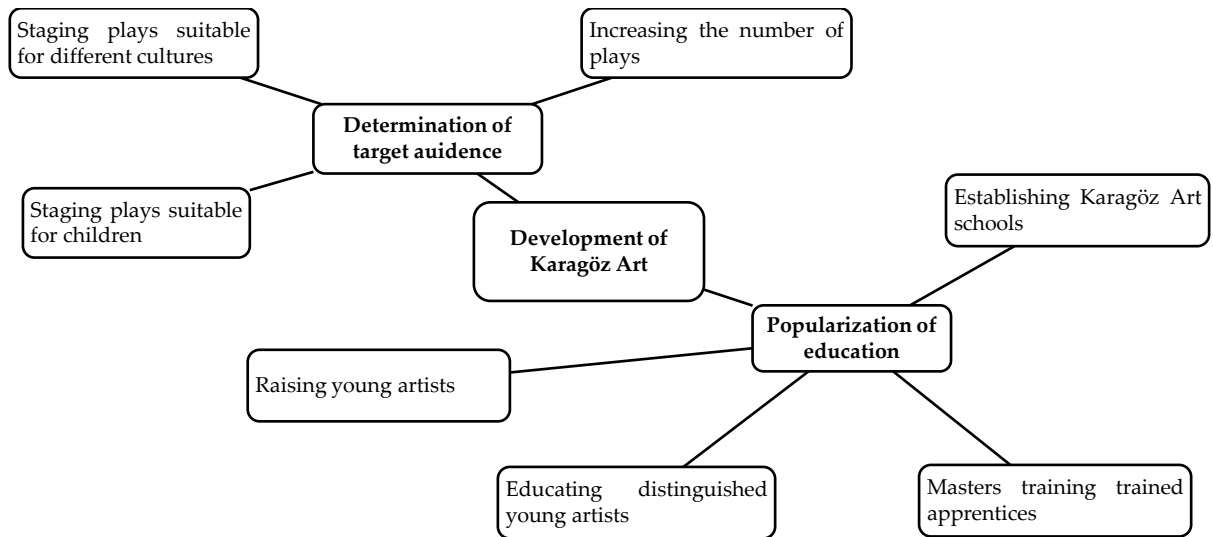 Staging plays suitable
for different cultures
Increasing the number of
plays
Determination of
target auidence
Staging plays suitable
for children
Establishing Karagöz Art
schools
Development of
Karagöz Art
Popularization of
education
Raising young artists
Educating distinguished
young artists
Masters training trained
apprentices